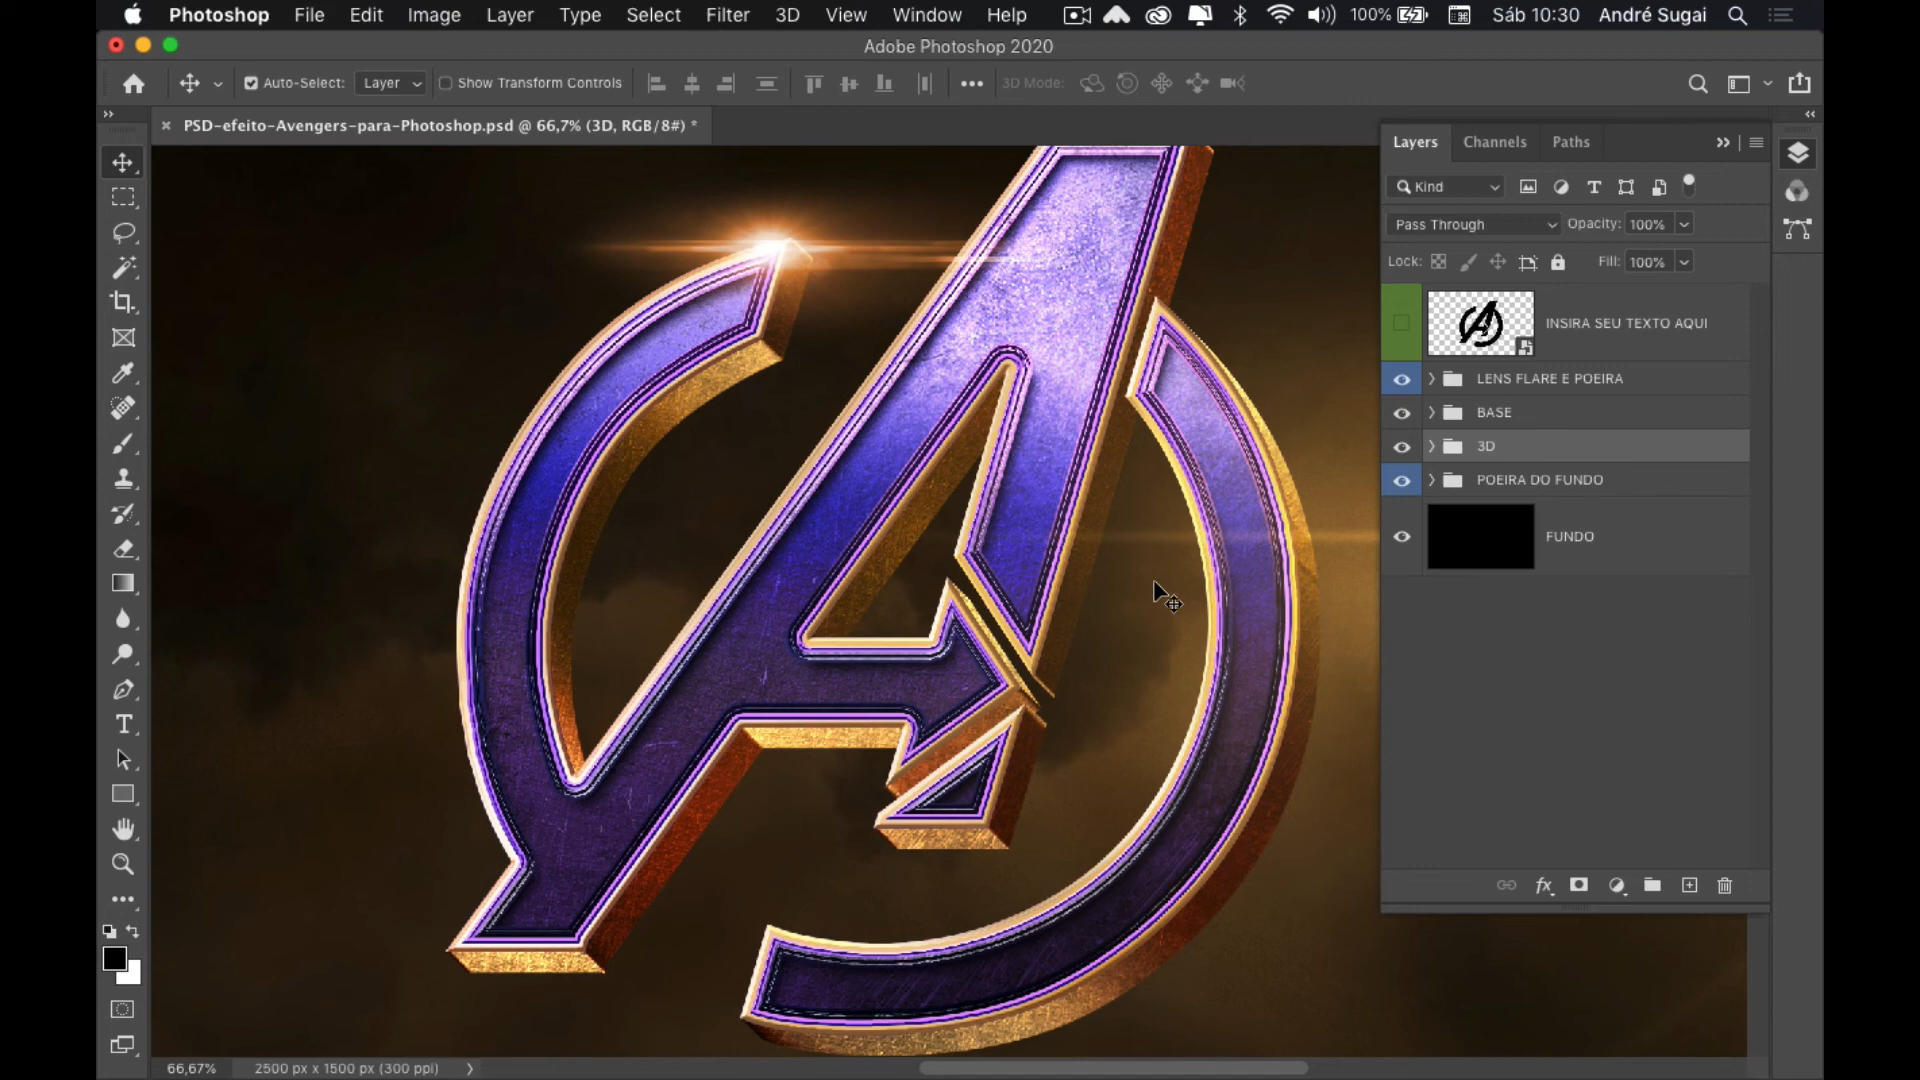 Photoshop File Edit Image Layer Type Select Filter 3D View Window Help 100% Sáb 10:30 André Sugai
Adobe Photoshop 2020
Auto-Select: Layer Show Transform Controls 3D Mode:
PSD-efeito-Avengers-para-Photoshop.psd @ 66,7% (3D, RGB/8#) *
Layers Channels Paths
Kind
Pass Through Opacity: 100%
Lock: Fill: 100%
INSIRA SEU TEXTO AQUI
LENS FLARE E POEIRA
BASE
3D
POEIRA DO FUNDO
FUNDO
66,67% 2500 px x 1500 px (300 ppi)